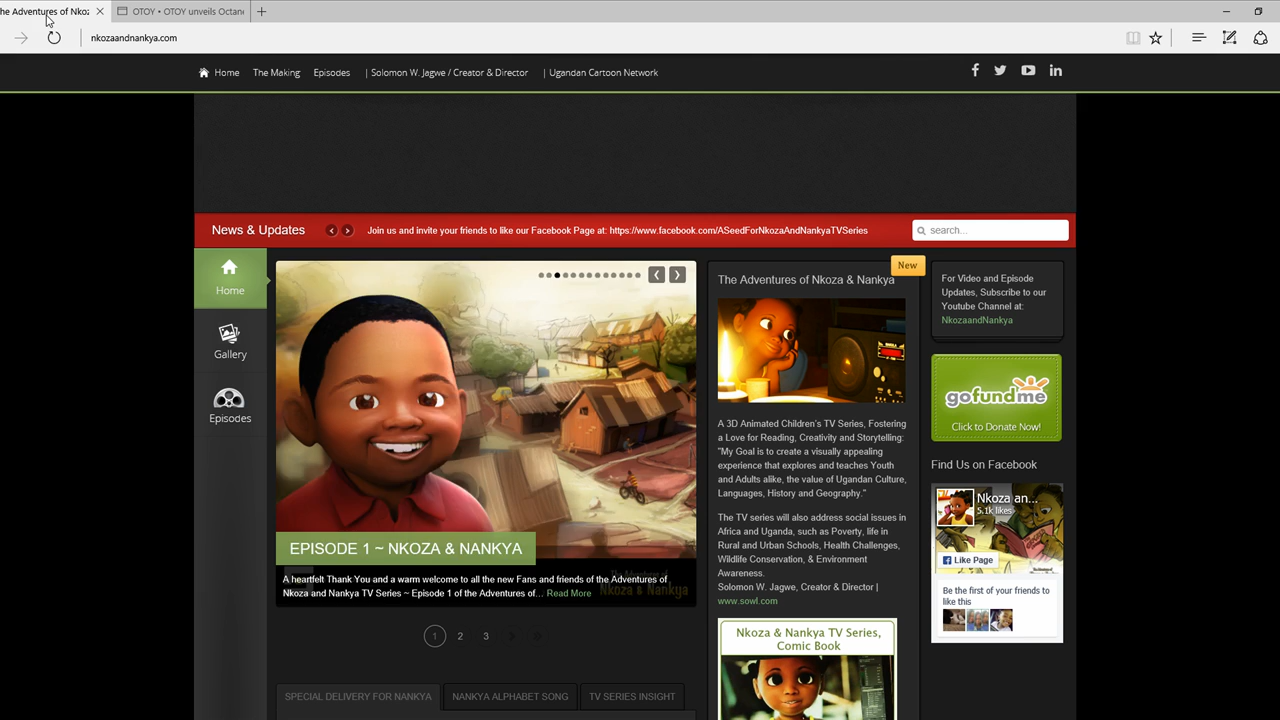 he Adventures of Nkoz
OTOY • OTOY unveils Octane
nkozaandnankya.com
Home
The Making
Episodes
| Solomon W. Jagwe / Creator & Director
| Ugandan Cartoon Network
News & Updates
Join us and invite your friends to like our Facebook Page at: https://www.facebook.com/ASeedForNkozaAndNankyaTVSeries
search...
Home
Gallery
Episodes
EPISODE 1 ~ NKOZA & NANKYA
A heartfelt Thank You and a warm welcome to all the new Fans and friends of the Adventures of
Nkoza and Nankya TV Series ~ Episode 1 of the Adventures of... Read More
Nkoza & Nankya
1 2 3
SPECIAL DELIVERY FOR NANKYA
NANKYA ALPHABET SONG
TV SERIES INSIGHT
New
The Adventures of Nkoza & Nankya
A 3D Animated Children's TV Series, Fostering
a Love for Reading, Creativity and Storytelling:
"My Goal is to create a visually appealing
experience that explores and teaches Youth
and Adults alike, the value of Ugandan Culture,
Languages, History and Geography."
The TV series will also address social issues in
Africa and Uganda, such as Poverty, life in
Rural and Urban Schools, Health Challenges,
Wildlife Conservation, & Environment
Awareness.
Solomon W. Jagwe, Creator & Director |
www.sowl.com
Nkoza & Nankya TV Series,
Comic Book
For Video and Episode
Updates, Subscribe to our
Youtube Channel at:
NkozaandNankya
gofundme
Click to Donate Now!
Find Us on Facebook
Nkoza an...
5.1k likes
Like Page
Be the first of your friends to
like this